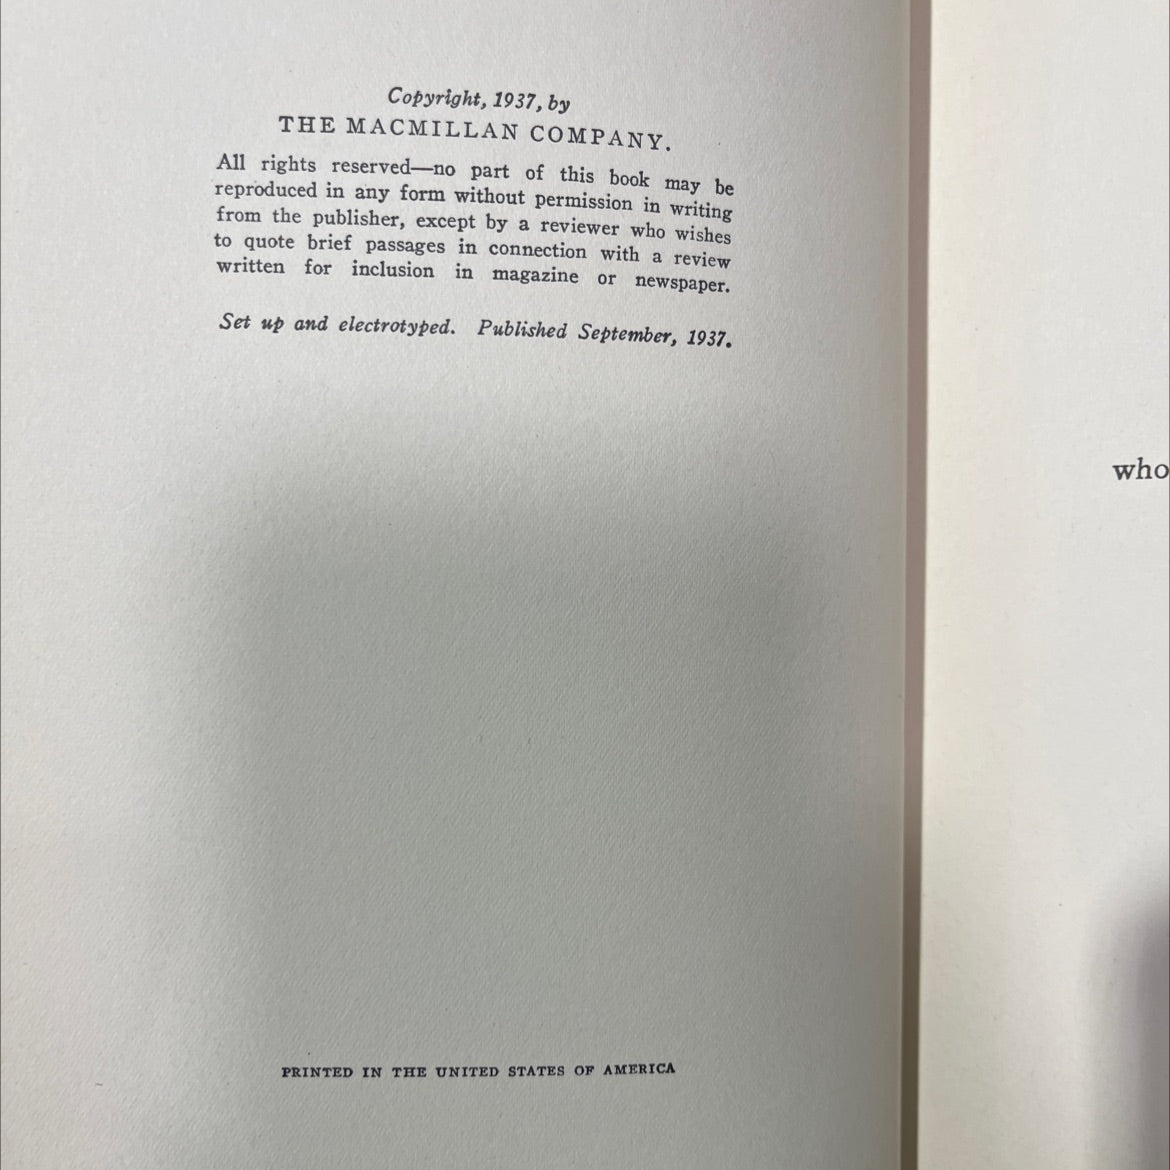 Copyright, 1937, by
THE MACMILLAN COMPANY.
All rights reserved—no part of this book may be
reproduced in any form without permission in writing
from the publisher, except by a reviewer who wishes
to quote brief passages in connection with a review
written for inclusion in magazine or newspaper.
Set up and electrotyped. Published September, 1937.
who
PRINTED IN THE UNITED STATES OF AMERICA